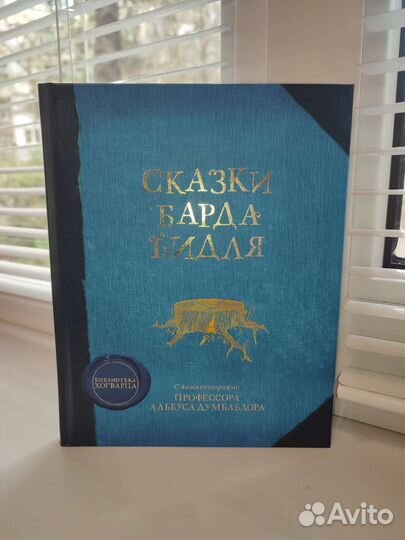 СКАЗКИ
БАРДА
БИДЛЯ
БИБЛИОТЕКА
ХОГВАРЦА
С комментариями
ПРОФЕССОРА
АЛЬБУСА ДУМБЛЬДОРА
Avito